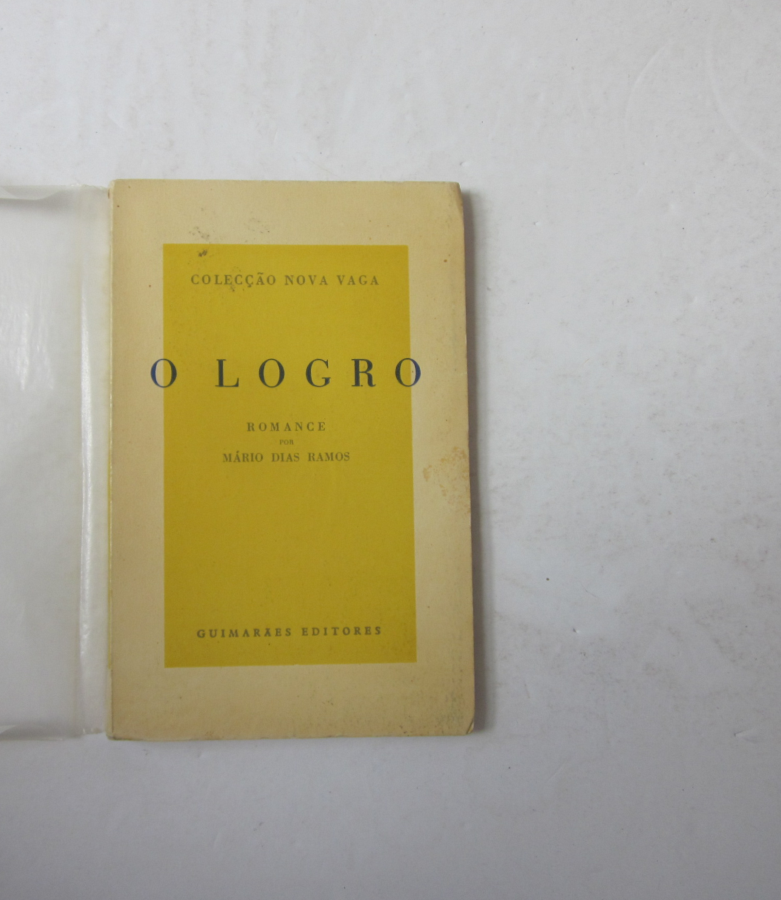 COLECÇÃO NOVA VAGA
O LOGRO
ROMANCE
POR
MÁRIO DIAS RAMOS
GUIMARÃES EDITORES